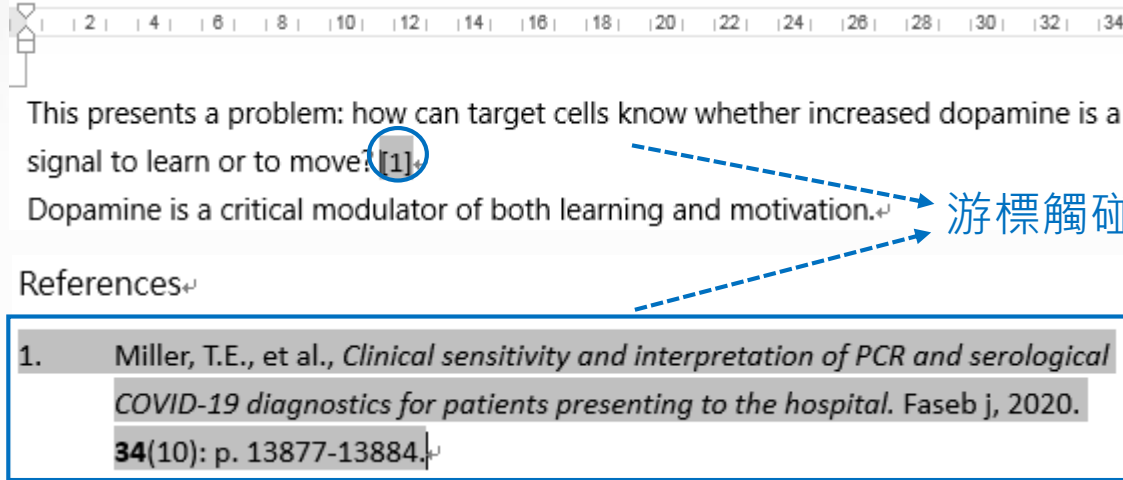 2 4 6 8 10 12 14 16 18 20 22 24 26 28 30 32 34
This presents a problem: how can target cells know whether increased dopamine is a
signal to learn or to move? [1]↵
Dopamine is a critical modulator of both learning and motivation.↵
游標觸碰
References↵
1. Miller, T.E., et al., Clinical sensitivity and interpretation of PCR and serological
COVID-19 diagnostics for patients presenting to the hospital. Faseb j, 2020.
34(10): p. 13877-13884.↵